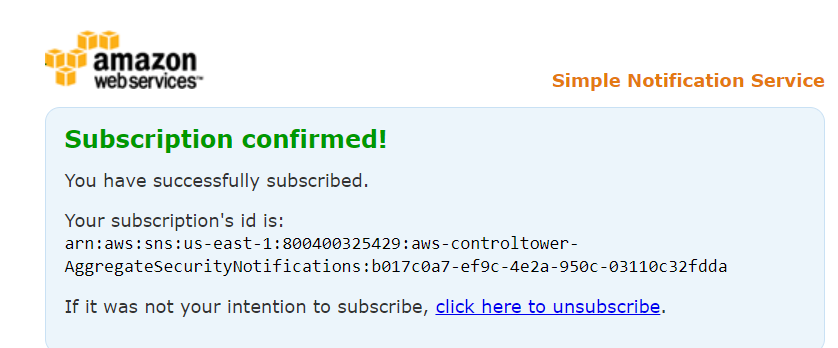 amazon
webservices™
Simple Notification Service
Subscription confirmed!
You have successfully subscribed.
Your subscription's id is:
arn:aws:sns:us-east-1:800400325429:aws-controltower-
AggregateSecurityNotifications:b017c0a7-ef9c-4e2a-950c-03110c32fdda
If it was not your intention to subscribe, click here to unsubscribe.